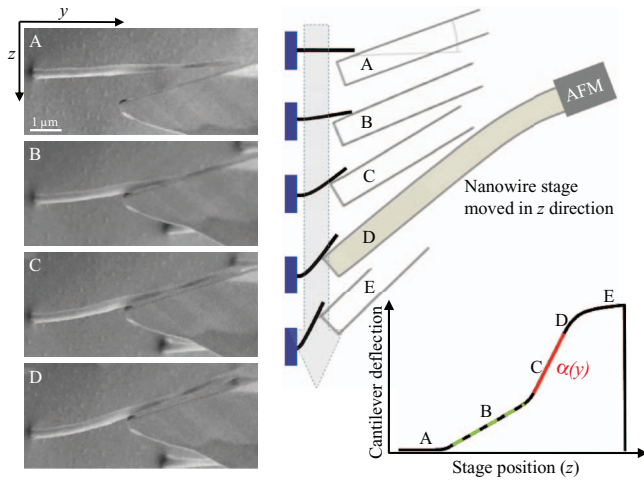 y
z
A
1 μm
B
C
D
A
B
C
D
E
AFM
Nanowire stage
moved in z direction
Cantilever deflection
A
B
C
D
E
α(y)
Stage position (z)